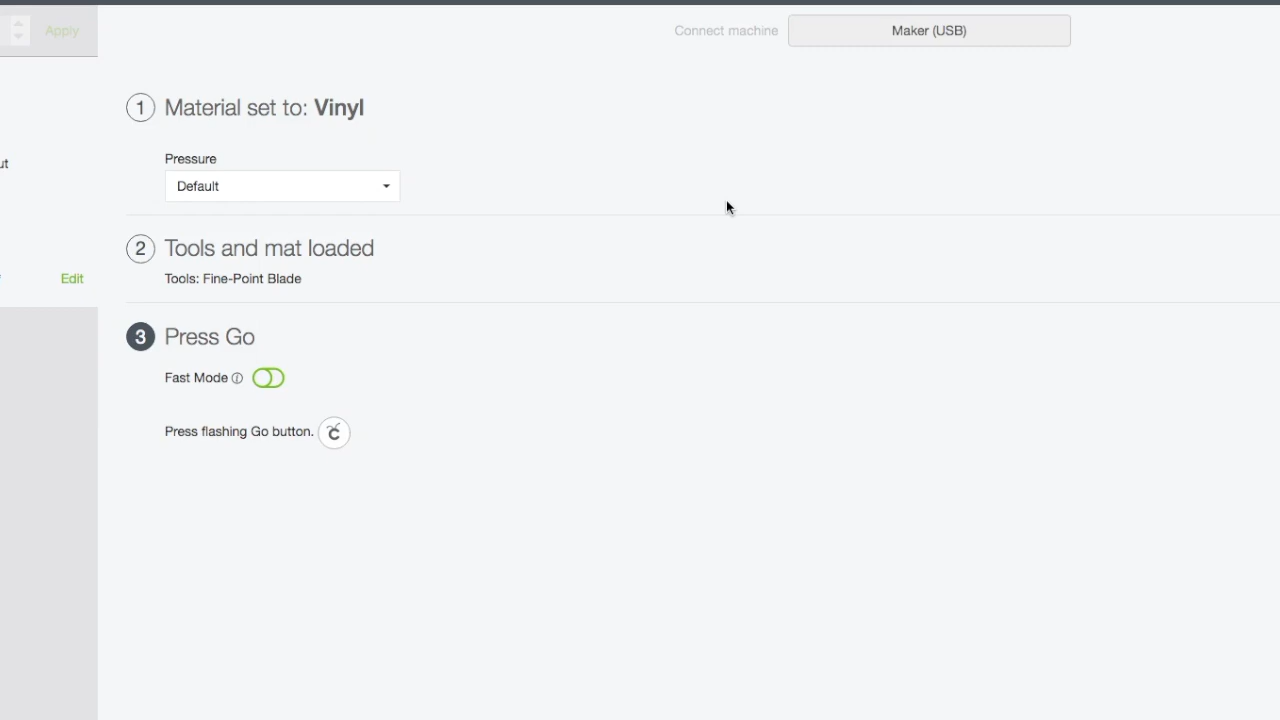 Apply
Connect machine
Maker (USB)
1 Material set to: Vinyl
Pressure
Default
ut
2 Tools and mat loaded
Edit
Tools: Fine-Point Blade
3 Press Go
Fast Mode ⓘ
Press flashing Go button. C